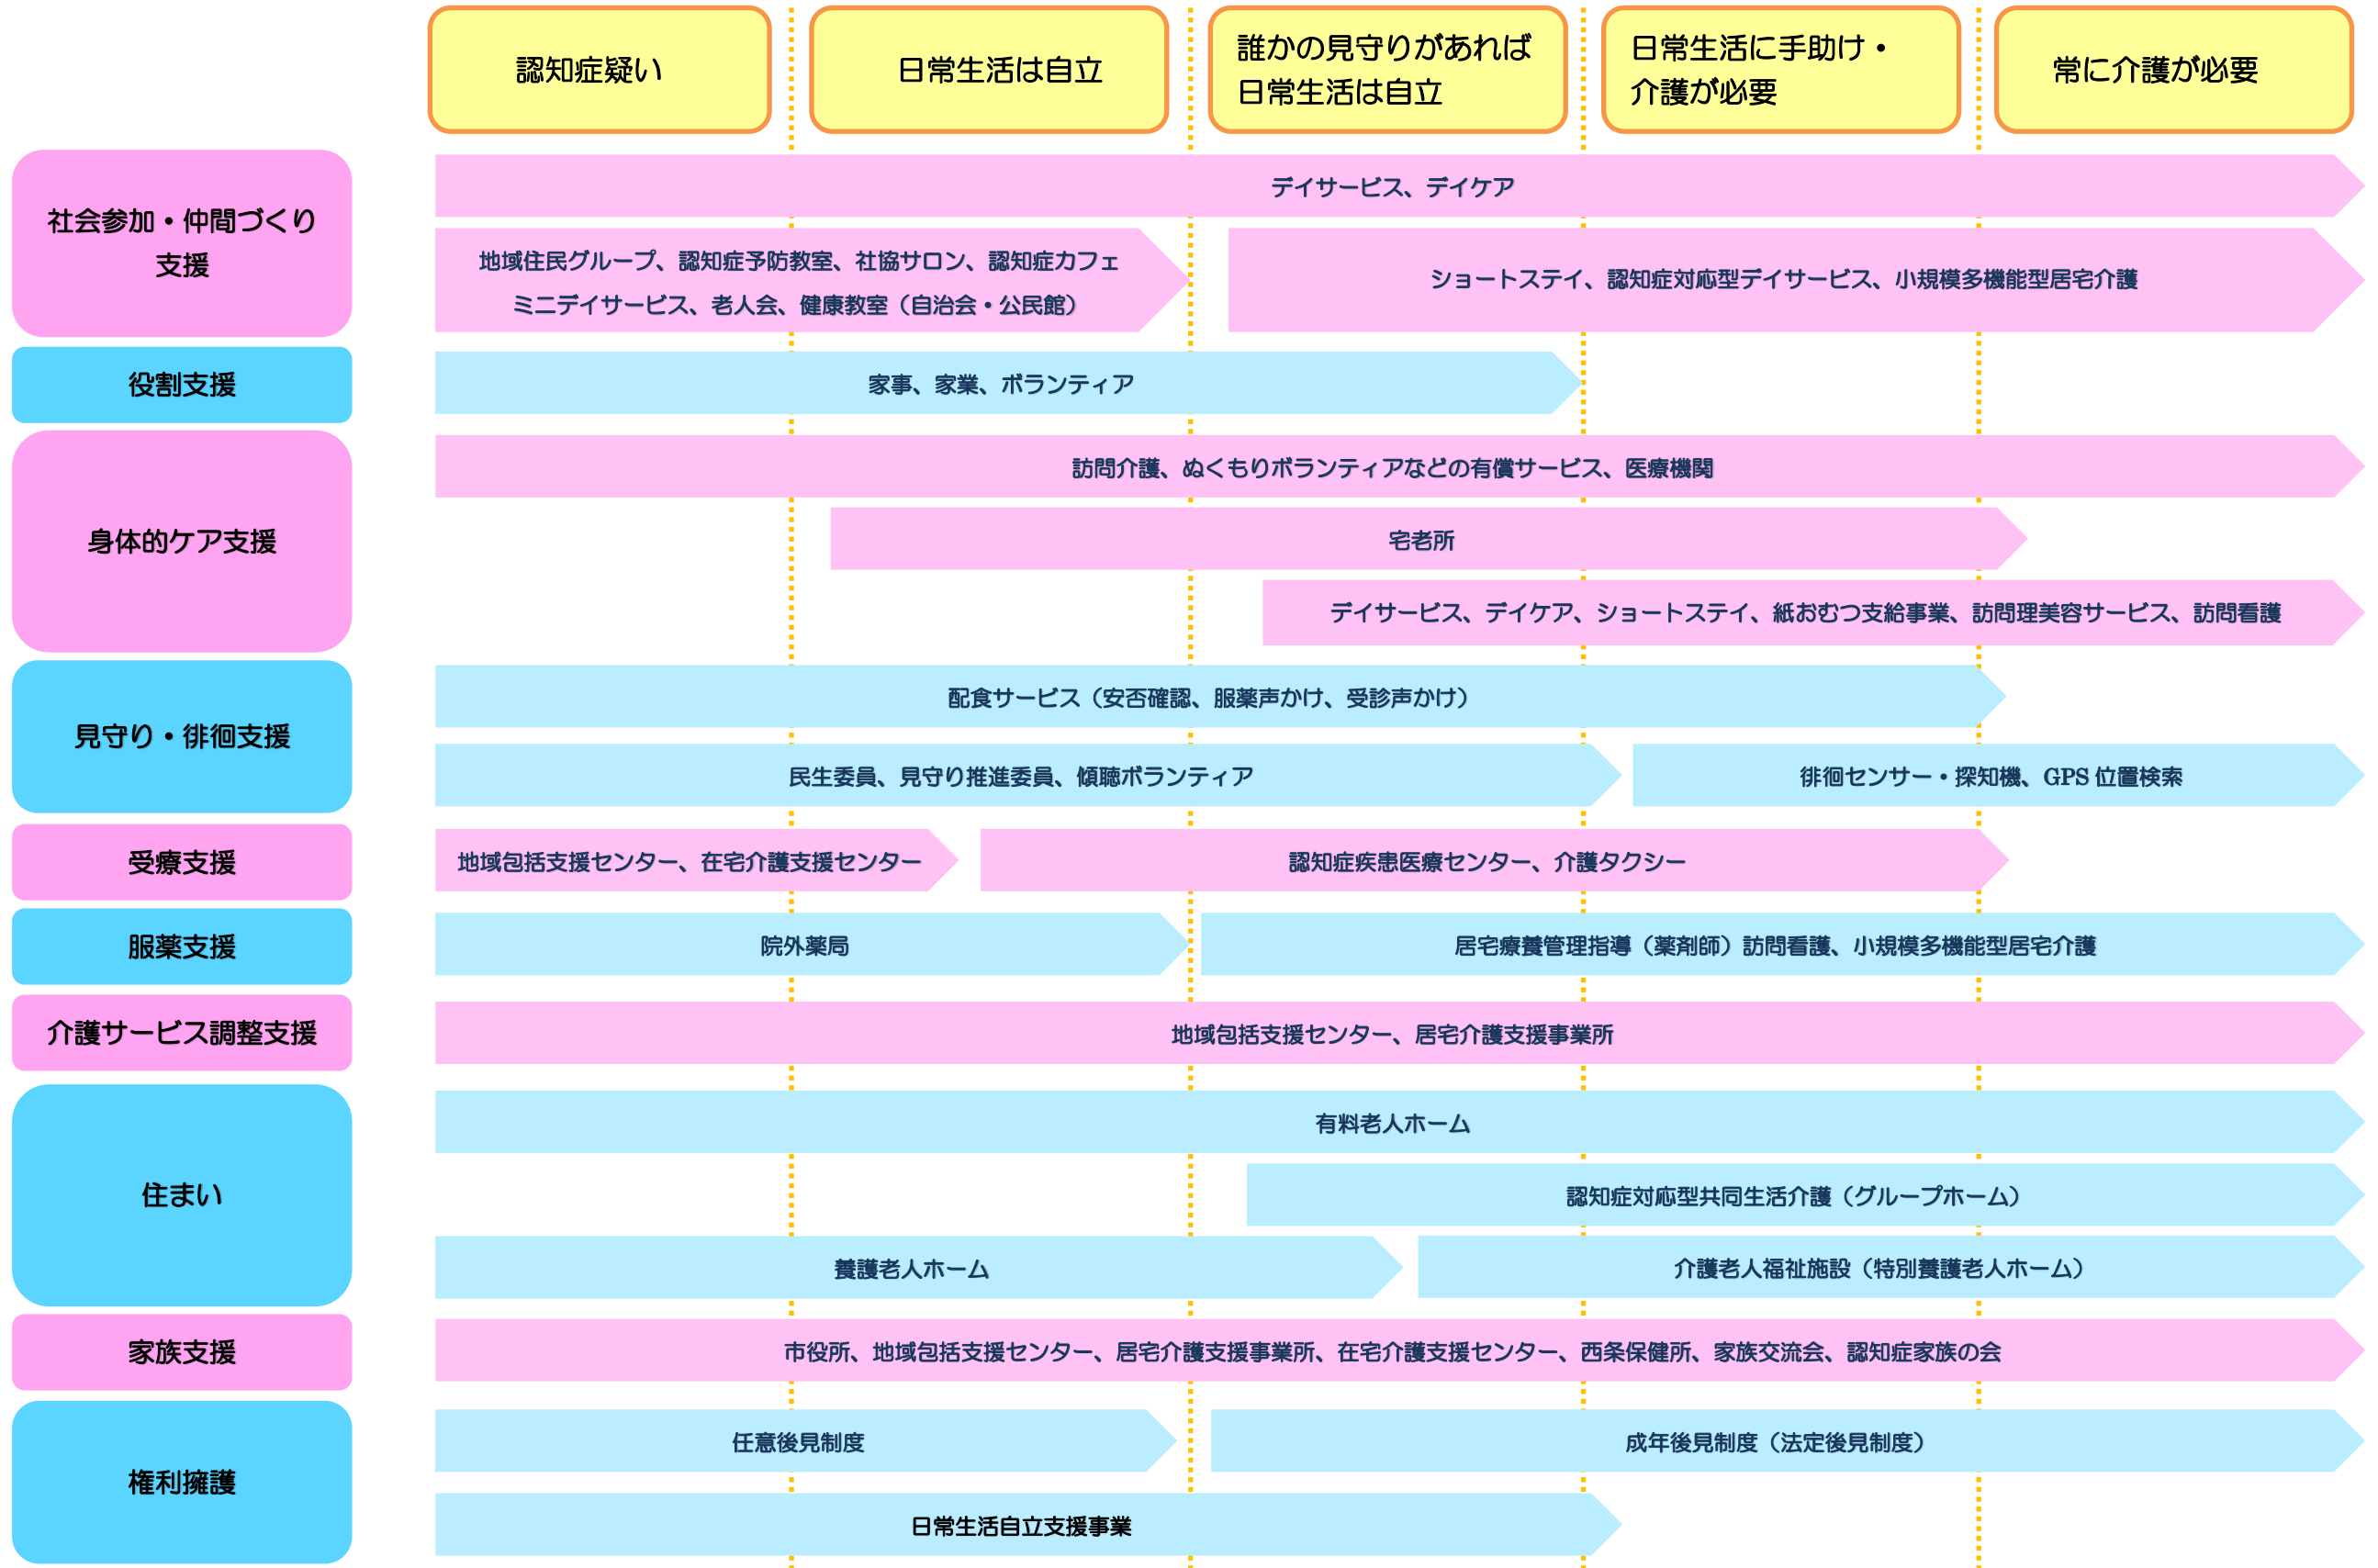 認知症疑い
日常生活は自立
誰かの見守りがあれば
日常生活は自立
日常生活に手助け・
介護が必要
常に介護が必要
社会参加・仲間づくり
支援
デイサービス、デイケア
地域住民グループ、認知症予防教室、社協サロン、認知症カフェ
ミニデイサービス、老人会、健康教室（自治会・公民館）
ショートステイ、認知症対応型デイサービス、小規模多機能型居宅介護
役割支援
家事、家業、ボランティア
身体的ケア支援
訪問介護、ぬくもりボランティアなどの有償サービス、医療機関
宅老所
デイサービス、デイケア、ショートステイ、紙おむつ支給事業、訪問理美容サービス、訪問看護
見守り・徘徊支援
配食サービス（安否確認、服薬声かけ、受診声かけ）
民生委員、見守り推進委員、傾聴ボランティア
徘徊センサー・探知機、GPS 位置検索
受療支援
地域包括支援センター、在宅介護支援センター
認知症疾患医療センター、介護タクシー
服薬支援
院外薬局
居宅療養管理指導（薬剤師）訪問看護、小規模多機能型居宅介護
介護サービス調整支援
地域包括支援センター、居宅介護支援事業所
住まい
有料老人ホーム
認知症対応型共同生活介護（グループホーム）
養護老人ホーム
介護老人福祉施設（特別養護老人ホーム）
家族支援
市役所、地域包括支援センター、居宅介護支援事業所、在宅介護支援センター、西条保健所、家族交流会、認知症家族の会
権利擁護
任意後見制度
成年後見制度（法定後見制度）
日常生活自立支援事業